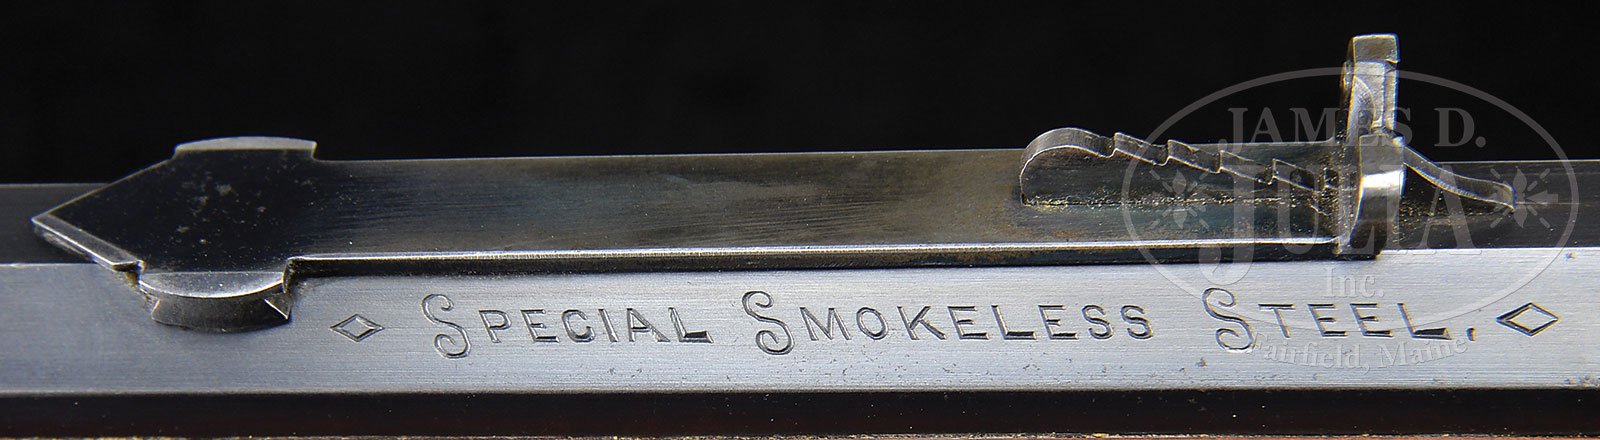 JAMES D.
JULIA
Inc.
Fairfield, Maine
◇ SPECIAL SMOKELESS STEEL. ◇